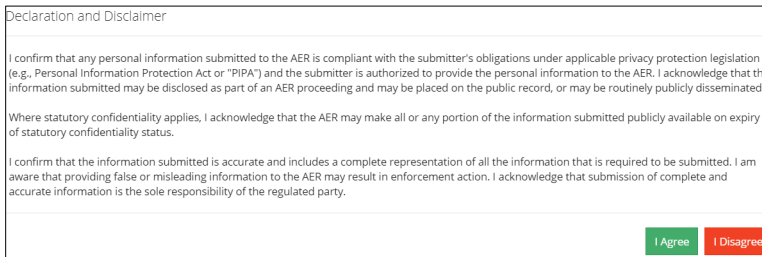 Declaration and Disclaimer
I confirm that any personal information submitted to the AER is compliant with the submitter's obligations under applicable privacy protection legislation
(e.g., Personal Information Protection Act or "PIPA") and the submitter is authorized to provide the personal information to the AER. I acknowledge that th
information submitted may be disclosed as part of an AER proceeding and may be placed on the public record, or may be routinely publicly disseminated
Where statutory confidentiality applies, I acknowledge that the AER may make all or any portion of the information submitted publicly available on expiry
of statutory confidentiality status.
I confirm that the information submitted is accurate and includes a complete representation of all the information that is required to be submitted. I am
aware that providing false or misleading information to the AER may result in enforcement action. I acknowledge that submission of complete and
accurate information is the sole responsibility of the regulated party.
I Agree I Disagree